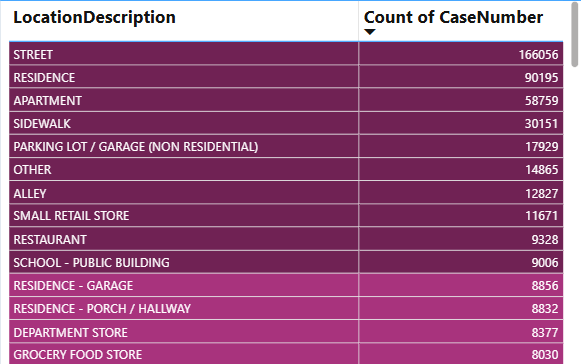 LocationDescription Count of CaseNumber
STREET 166056
RESIDENCE 90195
APARTMENT 58759
SIDEWALK 30151
PARKING LOT / GARAGE (NON RESIDENTIAL) 17929
OTHER 14865
ALLEY 12827
SMALL RETAIL STORE 11671
RESTAURANT 9328
SCHOOL - PUBLIC BUILDING 9006
RESIDENCE - GARAGE 8856
RESIDENCE - PORCH / HALLWAY 8832
DEPARTMENT STORE 8377
GROCERY FOOD STORE 8030